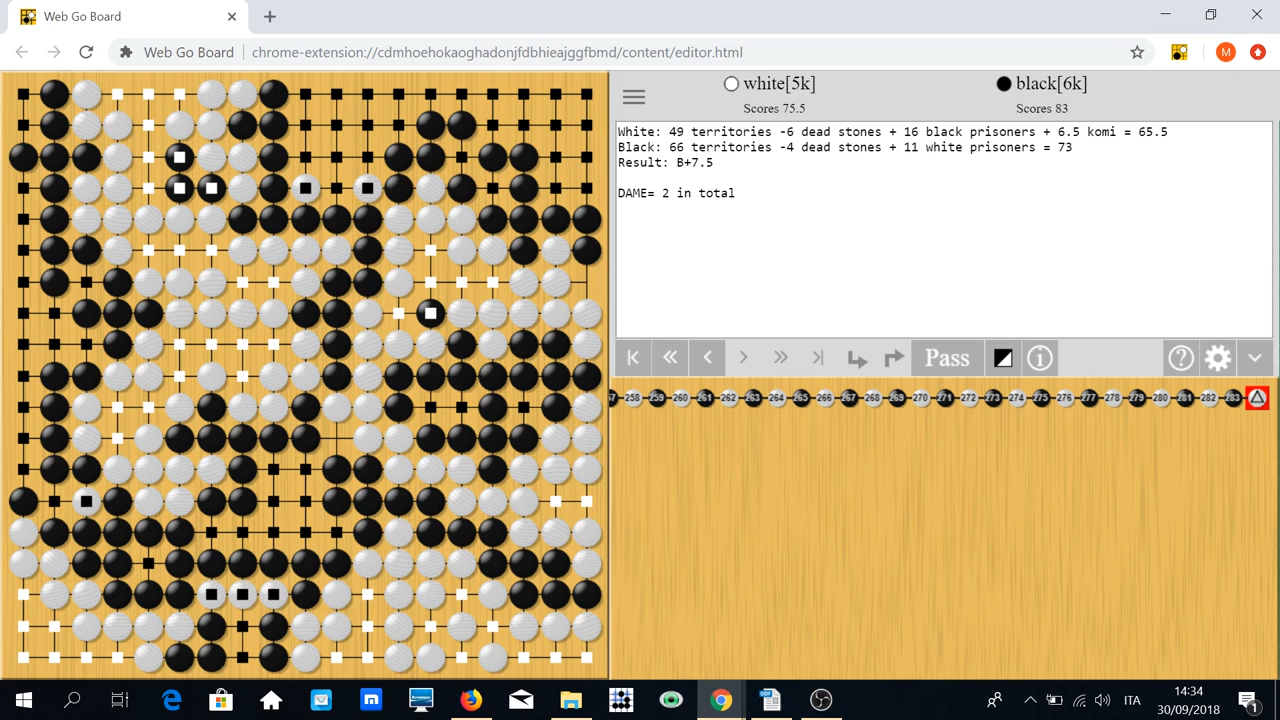 Web Go Board
Web Go Board chrome-extension://cdmhoehokaoghadonjfdbhieajggfbmd/content/editor.html
M
white[5k]
Scores 75.5
black[6k]
Scores 83
White: 49 territories -6 dead stones + 16 black prisoners + 6.5 komi = 65.5
Black: 66 territories -4 dead stones + 11 white prisoners = 73
Result: B+7.5
DAME= 2 in total
Pass
258 259 260 261 262 263 264 265 266 267 268 269 270 271 272 273 274 275 276 277 278 279 280 281 282 283
ITA
14:34
30/09/2018